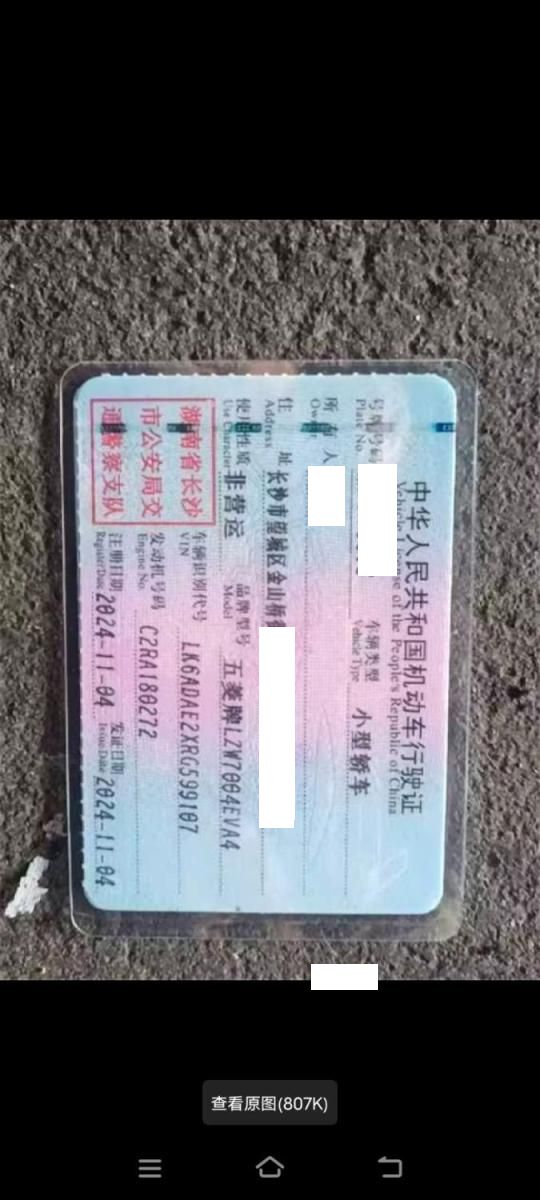 中华人民共和国机动车行驶证
Vehicle License of the People's Republic of China
号牌号码
Plate No.
车辆类型 小型轿车
Vehicle Type
所有人
Owner
住址 长沙市望城区金山桥街
Address
使用性质 非营运 品牌型号 五菱牌LZW7004EVA4
Use Character Model
湖南省长沙
市公安局交
通警察支队
车辆识别代号 LK6ADAE2XRG599107
VIN
发动机号码 C2RA180272
Engine No.
注册日期 2024-11-04 发证日期 2024-11-04
Register Date Issue Date
查看原图(807K)